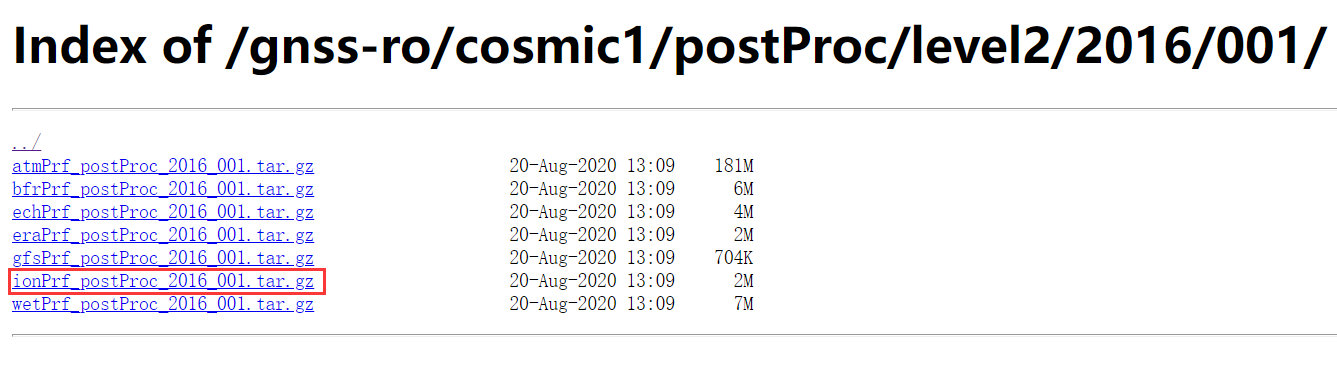 Index of /gnss-ro/cosmic1/postProc/level2/2016/001/
../
atmPrf_postProc_2016_001.tar.gz 20-Aug-2020 13:09 181M
bfrPrf_postProc_2016_001.tar.gz 20-Aug-2020 13:09 6M
echPrf_postProc_2016_001.tar.gz 20-Aug-2020 13:09 4M
eraPrf_postProc_2016_001.tar.gz 20-Aug-2020 13:09 2M
gfsPrf_postProc_2016_001.tar.gz 20-Aug-2020 13:09 704K
ionPrf_postProc_2016_001.tar.gz 20-Aug-2020 13:09 2M
wetPrf_postProc_2016_001.tar.gz 20-Aug-2020 13:09 7M